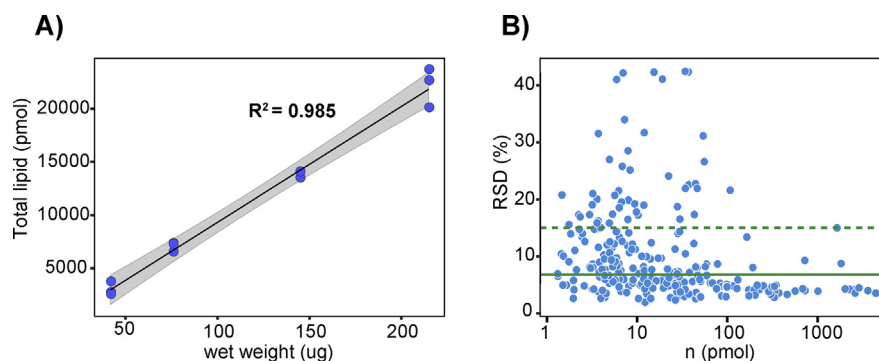 A)
Total lipid (pmol)
20000
15000
10000
5000
R² = 0.985
50
100
150
200
wet weight (ug)
B)
RSD (%)
40
30
20
10
0
1
10
100
1000
n (pmol)